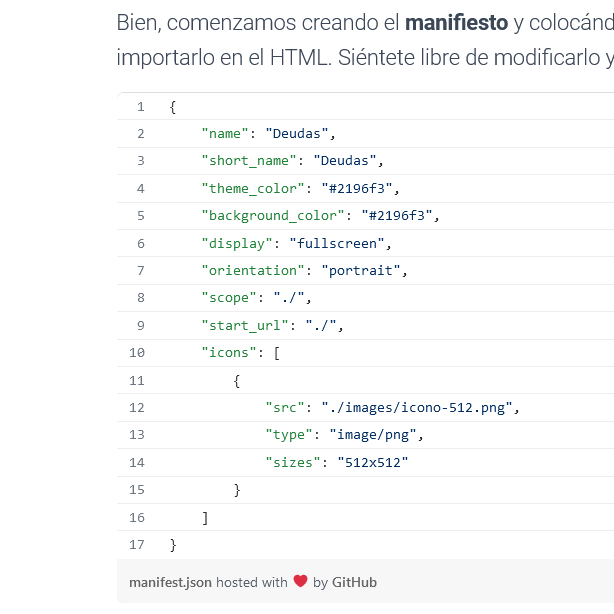 Bien, comenzamos creando el manifiesto y colocánd
importarlo en el HTML. Siéntete libre de modificarlo y
1 {
2 "name": "Deudas",
3 "short_name": "Deudas",
4 "theme_color": "#2196f3",
5 "background_color": "#2196f3",
6 "display": "fullscreen",
7 "orientation": "portrait",
8 "scope": "./",
9 "start_url": "./",
10 "icons": [
11 {
12 "src": "./images/icono-512.png",
13 "type": "image/png",
14 "sizes": "512x512"
15 }
16 ]
17 }
manifest.json hosted with ❤ by GitHub